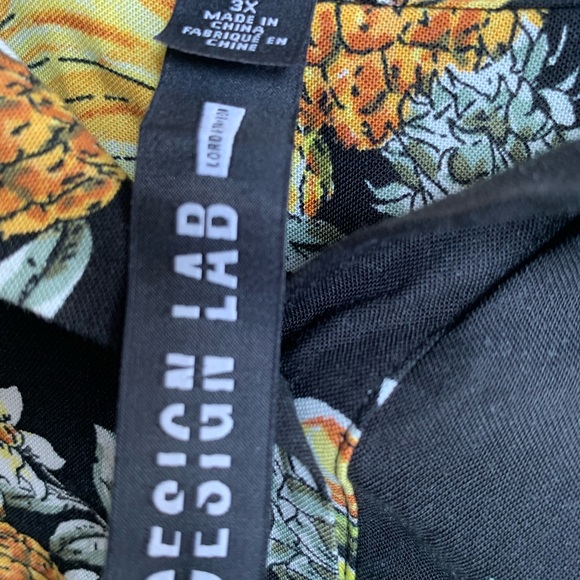 3X
MADE IN
CHINA
FABRIQUÉ EN
CHINE
DESIGN LAB
DESIGN LAB